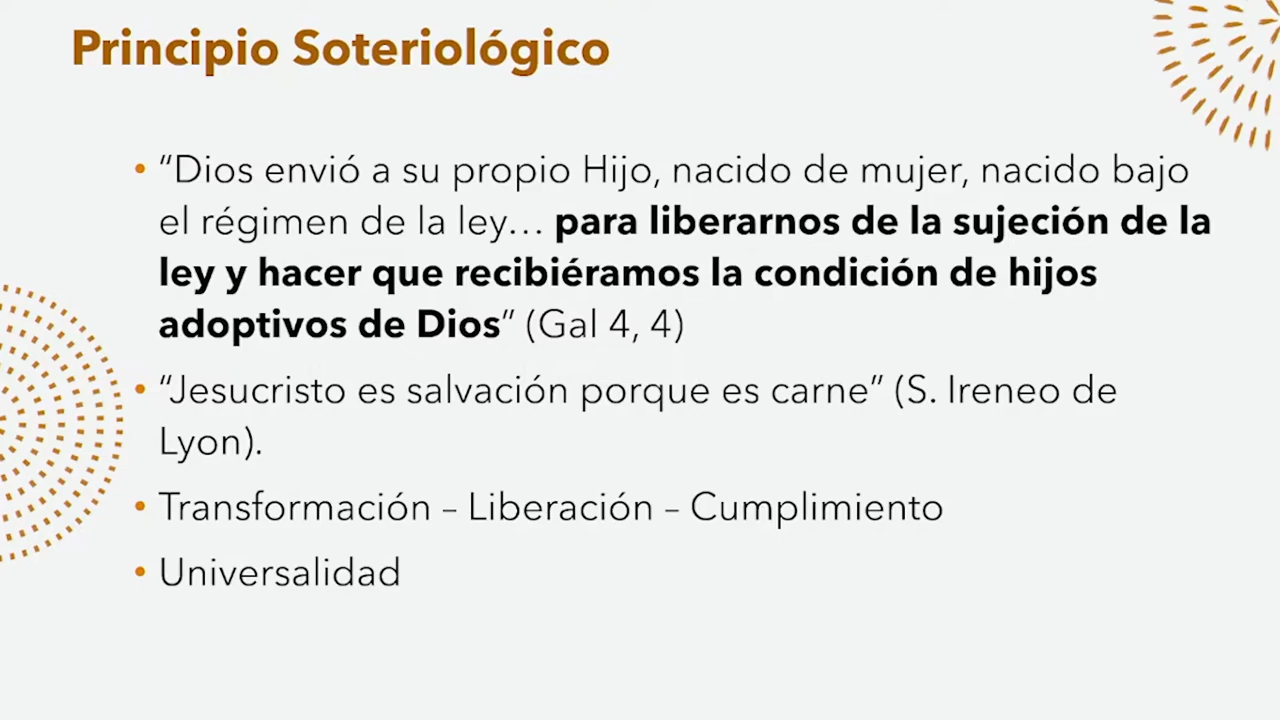 Principio Soteriológico
• “Dios envió a su propio Hijo, nacido de mujer, nacido bajo
el régimen de la ley… para liberarnos de la sujeción de la
ley y hacer que recibiéramos la condición de hijos
adoptivos de Dios” (Gal 4, 4)
• “Jesucristo es salvación porque es carne” (S. Ireneo de
Lyon).
• Transformación – Liberación – Cumplimiento
• Universalidad